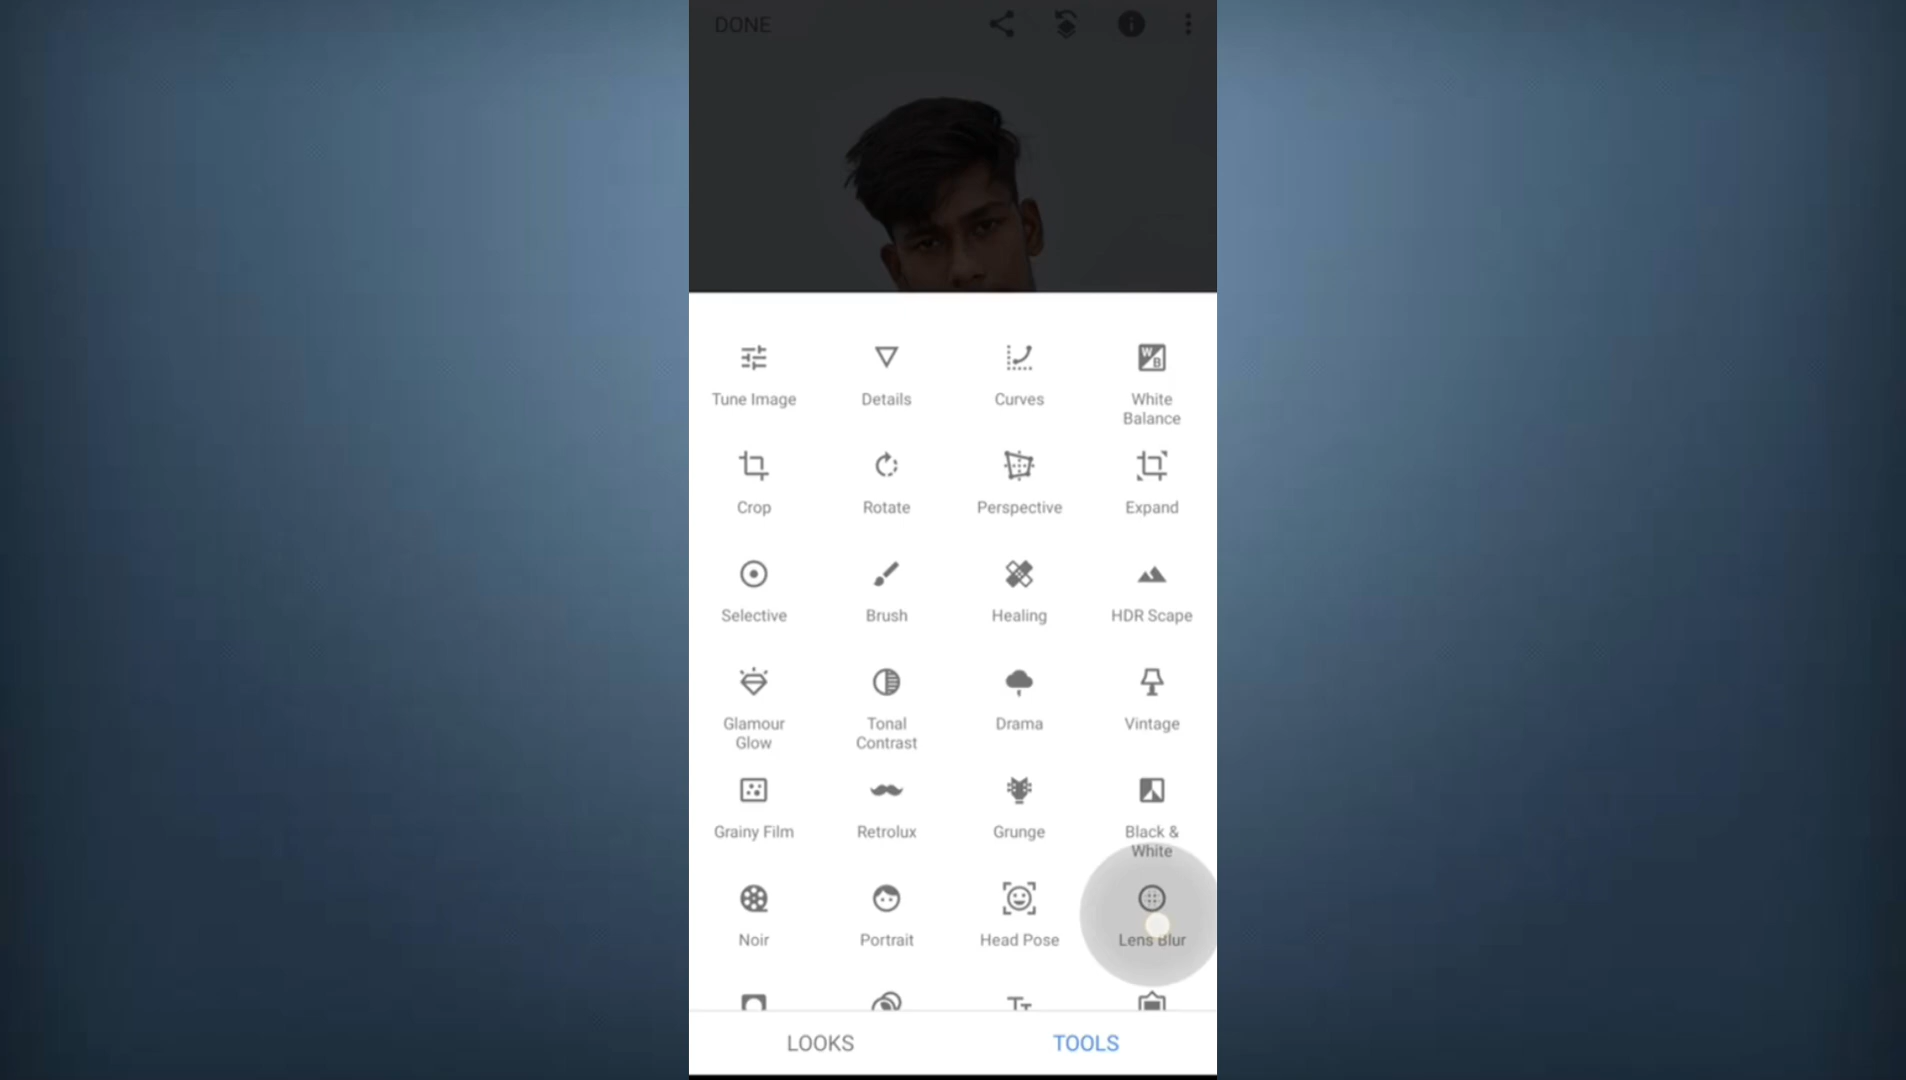 DONE
Tune Image
Details
Curves
White
Balance
Crop
Rotate
Perspective
Expand
Selective
Brush
Healing
HDR Scape
Glamour
Glow
Tonal
Contrast
Drama
Vintage
Grainy Film
Retrolux
Grunge
Black &
White
Noir
Portrait
Head Pose
Lens Blur
LOOKS
TOOLS